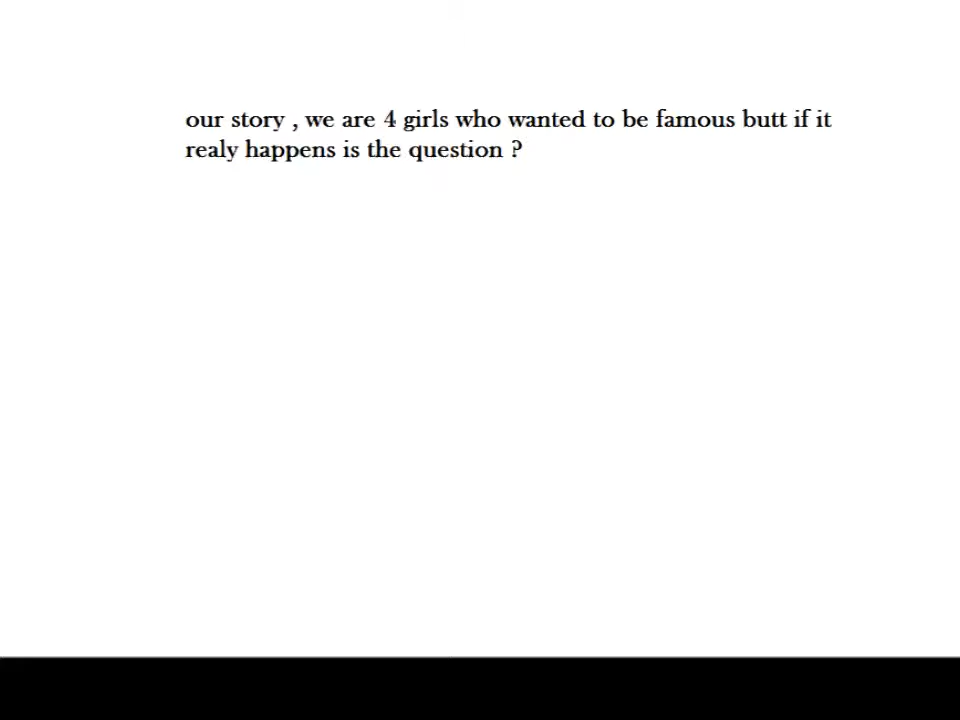 our story , we are 4 girls who wanted to be famous butt if it
realy happens is the question ?